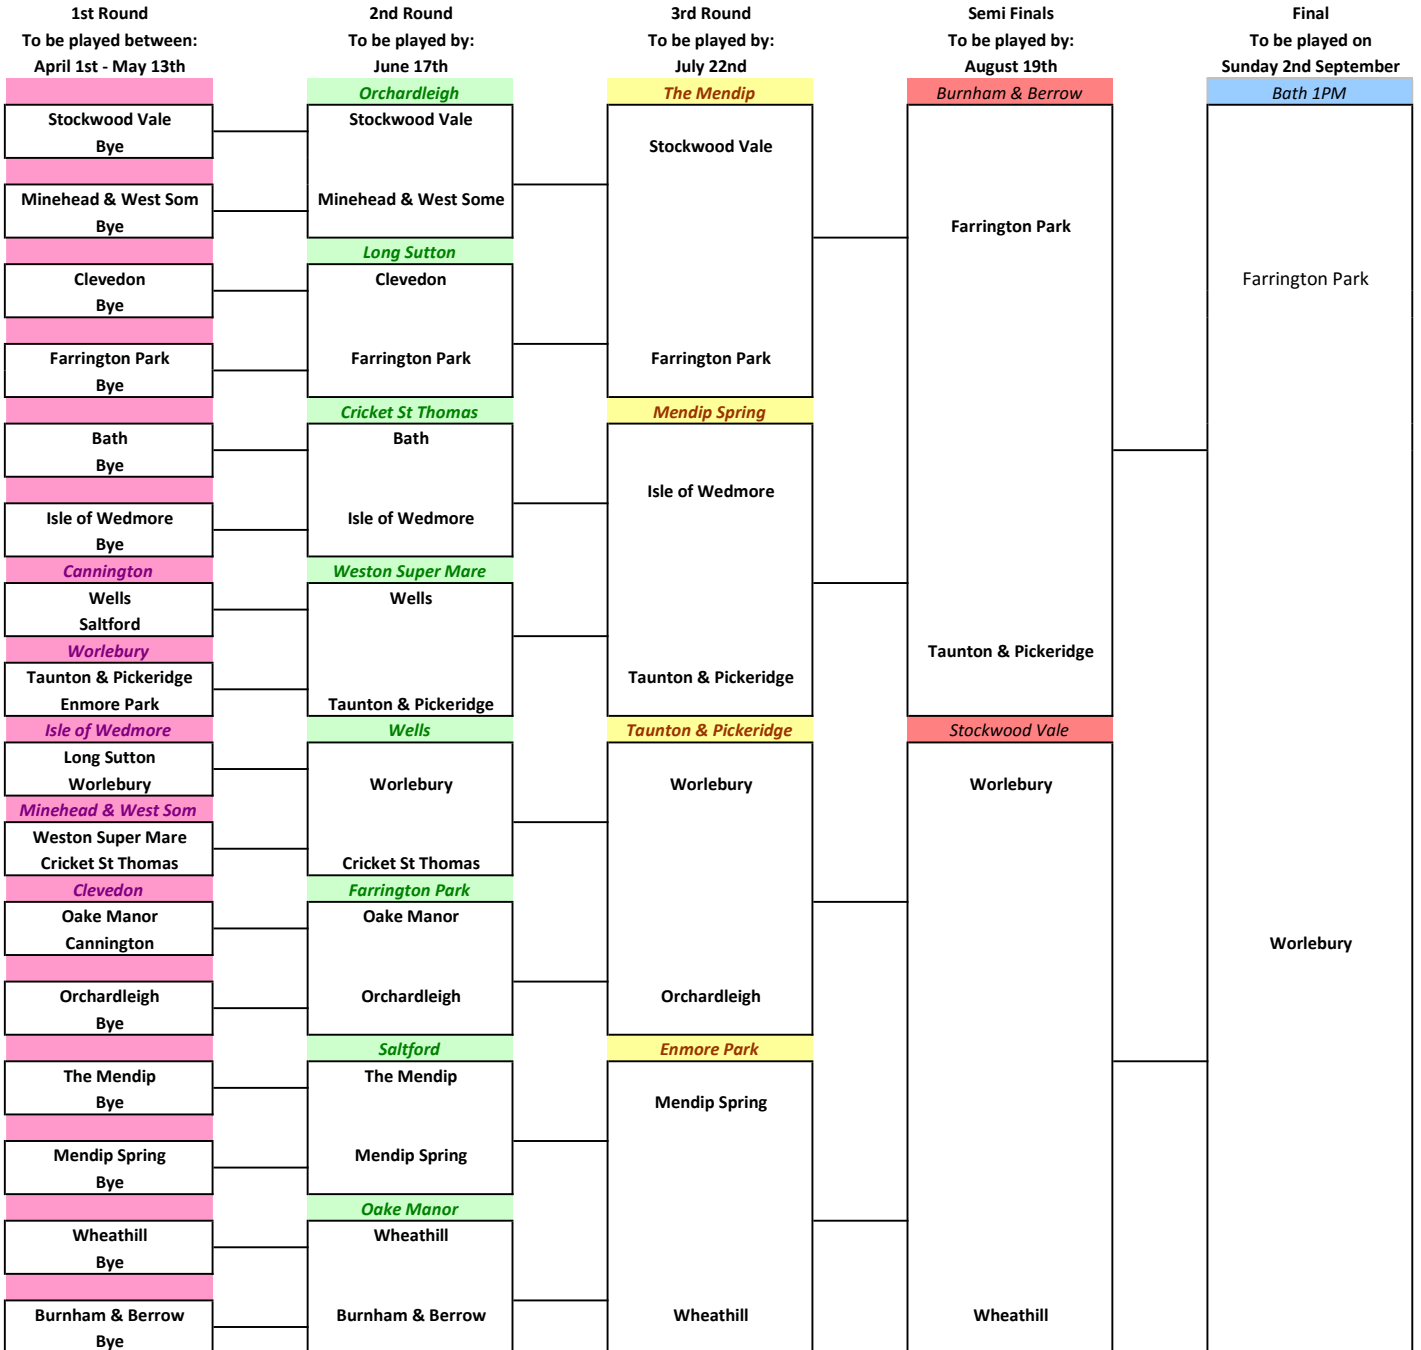 1st Round
To be played between:
April 1st - May 13th
Stockwood Vale
Bye
Minehead & West Som
Bye
Clevedon
Bye
Farrington Park
Bye
Bath
Bye
Isle of Wedmore
Bye
Cannington
Wells
Saltford
Worlebury
Taunton & Pickeridge
Enmore Park
Isle of Wedmore
Long Sutton
Worlebury
Minehead & West Som
Weston Super Mare
Cricket St Thomas
Clevedon
Oake Manor
Cannington
Orchardleigh
Bye
The Mendip
Bye
Mendip Spring
Bye
Wheathill
Bye
Burnham & Berrow
Bye
2nd Round
To be played by:
June 17th
Orchardleigh
Stockwood Vale
Minehead & West Some
Long Sutton
Clevedon
Farrington Park
Cricket St Thomas
Bath
Isle of Wedmore
Weston Super Mare
Wells
Taunton & Pickeridge
Wells
Worlebury
Cricket St Thomas
Farrington Park
Oake Manor
Orchardleigh
Saltford
The Mendip
Mendip Spring
Oake Manor
Wheathill
Burnham & Berrow
3rd Round
To be played by:
July 22nd
The Mendip
Stockwood Vale
Farrington Park
Mendip Spring
Isle of Wedmore
Taunton & Pickeridge
Taunton & Pickeridge
Worlebury
Orchardleigh
Enmore Park
Mendip Spring
Wheathill
Semi Finals
To be played by:
August 19th
Burnham & Berrow
Farrington Park
Taunton & Pickeridge
Stockwood Vale
Worlebury
Wheathill
Final
To be played on
Sunday 2nd September
Bath 1PM
Farrington Park
Worlebury